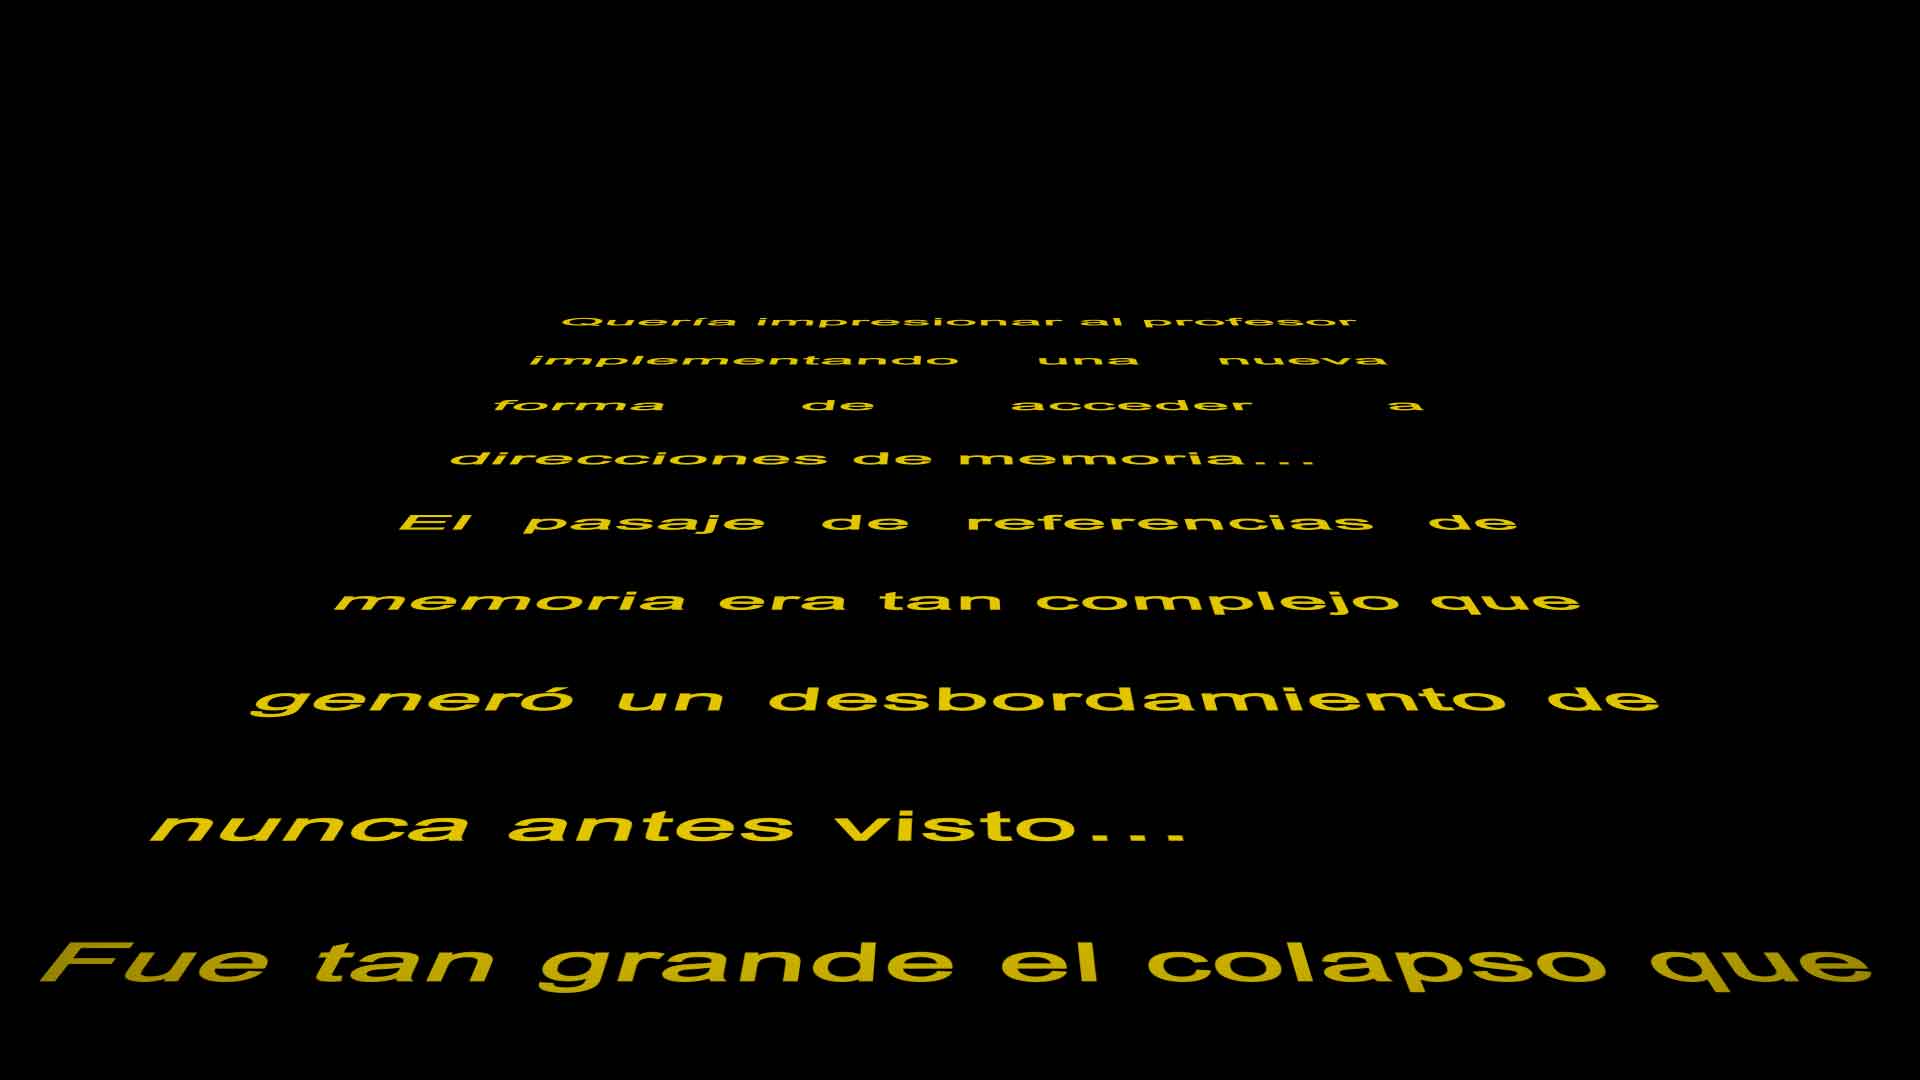 Quería impresionar al profesor
implementando una nueva
forma de acceder a
direcciones de memoria...
El pasaje de referencias de
memoria era tan complejo que
generó un desbordamiento de
nunca antes visto...
Fue tan grande el colapso que